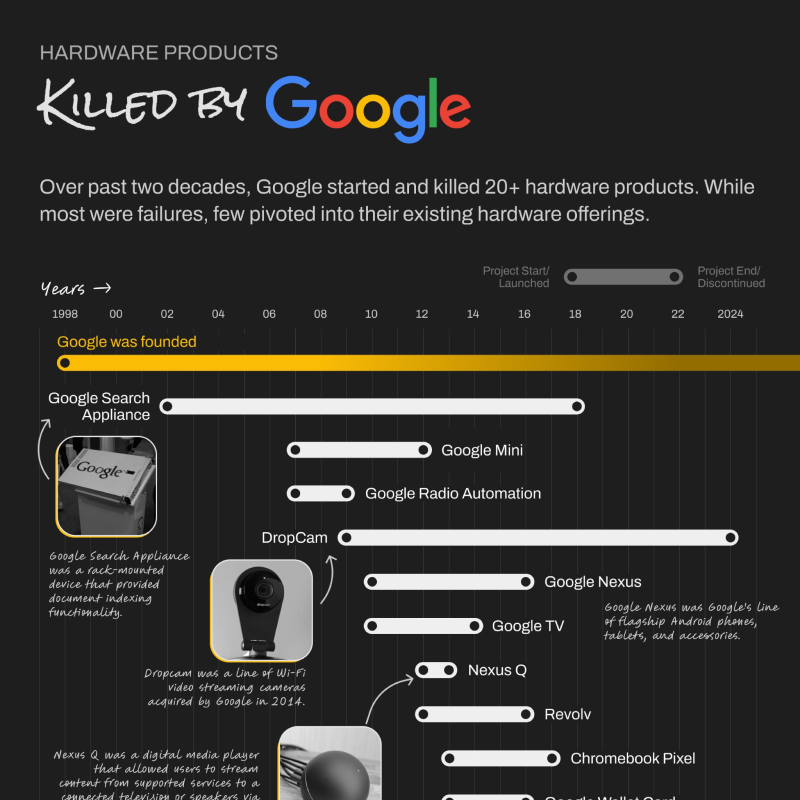 HARDWARE PRODUCTS
KILLED BY Google
Over past two decades, Google started and killed 20+ hardware products. While
most were failures, few pivoted into their existing hardware offerings.
Project Start/
Launched
Project End/
Discontinued
Years →
1998 00 02 04 06 08 10 12 14 16 18 20 22 2024
Google was founded
Google Search
Appliance
Google Mini
Google
Google Radio Automation
DropCam
Google Search Appliance
was a rack-mounted
device that provided
document indexing
functionality.
Google Nexus
Google Nexus was Google's line
of flagship Android phones,
tablets, and accessories.
Google TV
Dropcam was a line of Wi-Fi
video streaming cameras
acquired by Google in 2014.
Nexus Q
Revolv
Nexus Q was a digital media player
that allowed users to stream
content from supported services to a
connected television or speakers via
Chromebook Pixel
Google Wallet Card